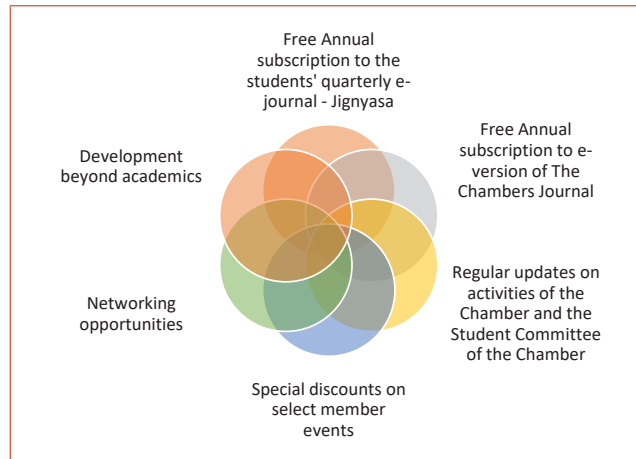 Free Annual
subscription to the
students' quarterly e-
journal - Jignyasa
Free Annual
subscription to e-
version of The
Chambers Journal
Regular updates on
activities of the
Chamber and the
Student Committee
of the Chamber
Special discounts on
select member
events
Networking
opportunities
Development
beyond academics